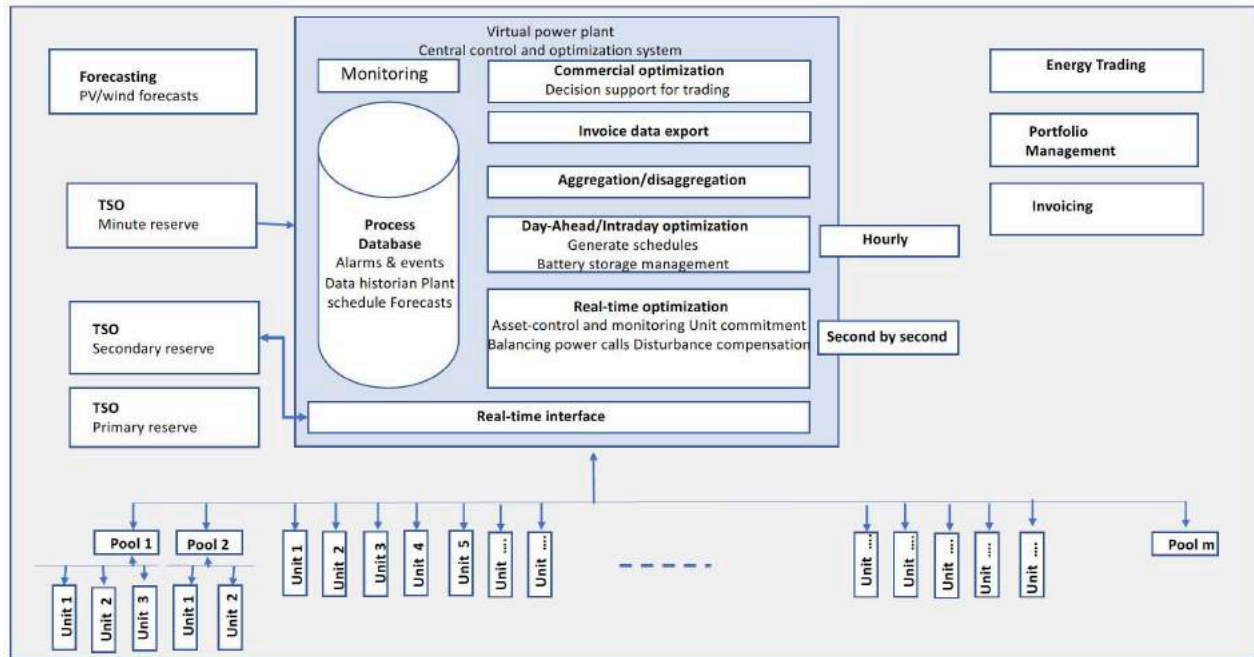 Virtual power plant
Central control and optimization system
Forecasting
PV/wind forecasts
TSO
Minute reserve
TSO
Secondary reserve
TSO
Primary reserve
Monitoring
Process
Database
Alarms & events
Data historian Plant
schedule Forecasts
Commercial optimization
Decision support for trading
Invoice data export
Aggregation/disaggregation
Day-Ahead/Intraday optimization
Generate schedules
Battery storage management
Real-time optimization
Asset-control and monitoring Unit commitment
Balancing power calls Disturbance compensation
Real-time interface
Hourly
Second by second
Energy Trading
Portfolio
Management
Invoicing
Pool 1
Pool 2
Unit 1
Unit 2
Unit 3
Unit 1
Unit 2
Unit 1
Unit 2
Unit 3
Unit 4
Unit 5
Unit ....
Unit ....
Unit ....
Unit ....
Unit ....
Unit ....
Unit ....
Pool m